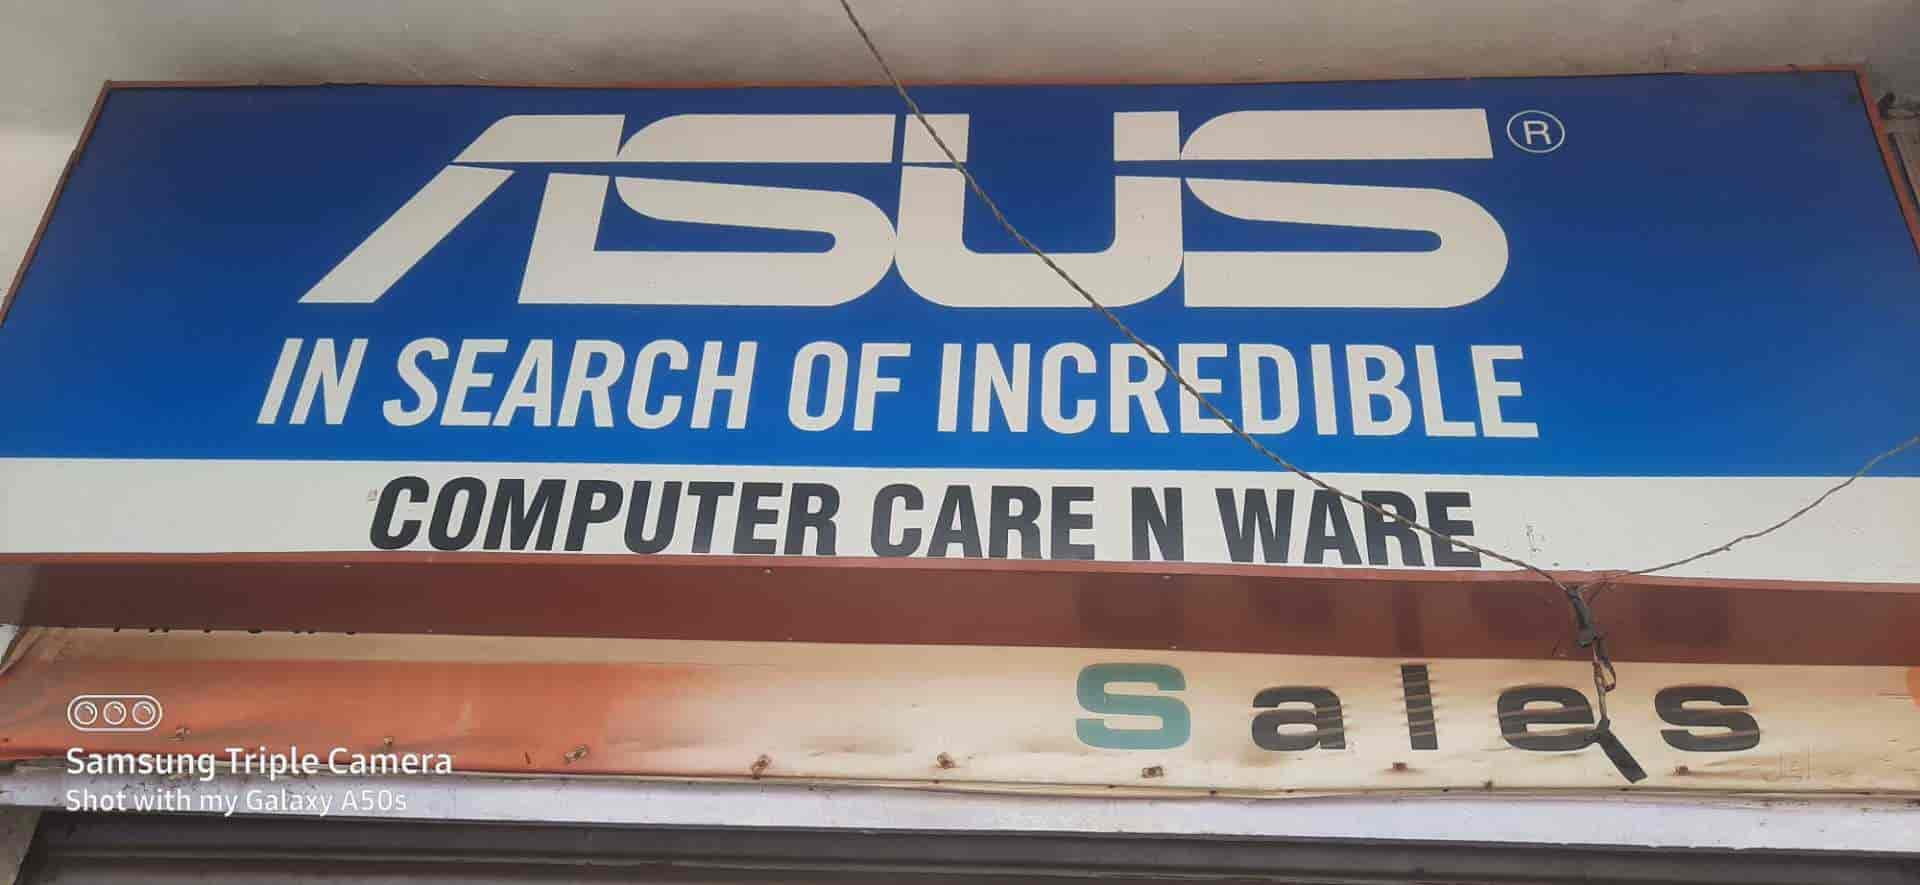 ASUS ®
IN SEARCH OF INCREDIBLE
COMPUTER CARE N WARE
Sales
Samsung Triple Camera
Shot with my Galaxy A50s